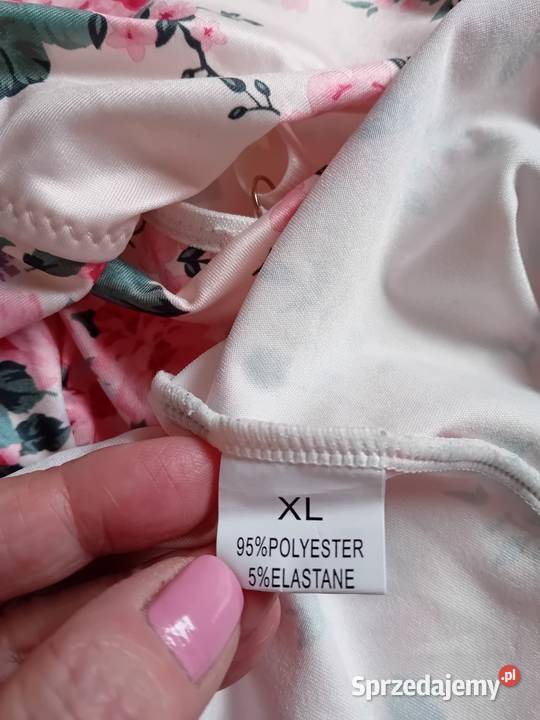 XL
95%POLYESTER
5%ELASTANE
Sprzedajemy.pl